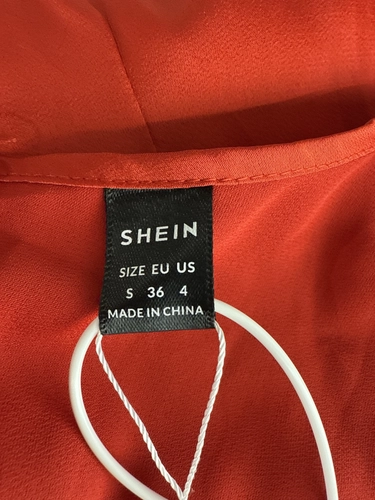 SHEIN
SIZE EU US
S 36 4
MADE IN CHINA